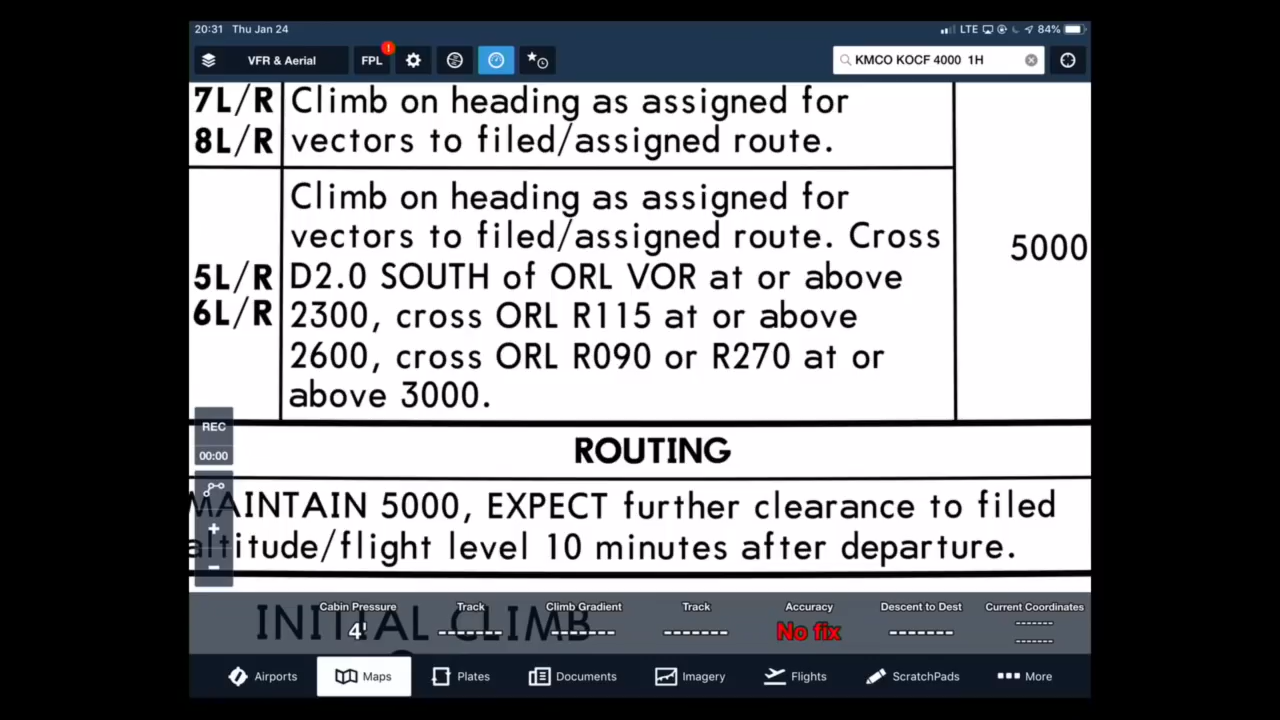 20:31 Thu Jan 24
LTE 84%
VFR & Aerial
FPL
!
KMCO KOCF 4000 1H
7L/R
8L/R
Climb on heading as assigned for
vectors to filed/assigned route.
5L/R
6L/R
Climb on heading as assigned for
vectors to filed/assigned route. Cross
D2.0 SOUTH of ORL VOR at or above
2300, cross ORL R115 at or above
2600, cross ORL R090 or R270 at or
above 3000.
5000
REC
00:00
ROUTING
MAINTAIN 5000, EXPECT further clearance to filed
altitude/flight level 10 minutes after departure.
+
−
INITIAL CLIMB
Cabin Pressure
4'
Track
-------
Climb Gradient
-------
Track
-------
Accuracy
No fix
Descent to Dest
-------
Current Coordinates
-------
-------
Airports
Maps
Plates
Documents
Imagery
Flights
ScratchPads
More